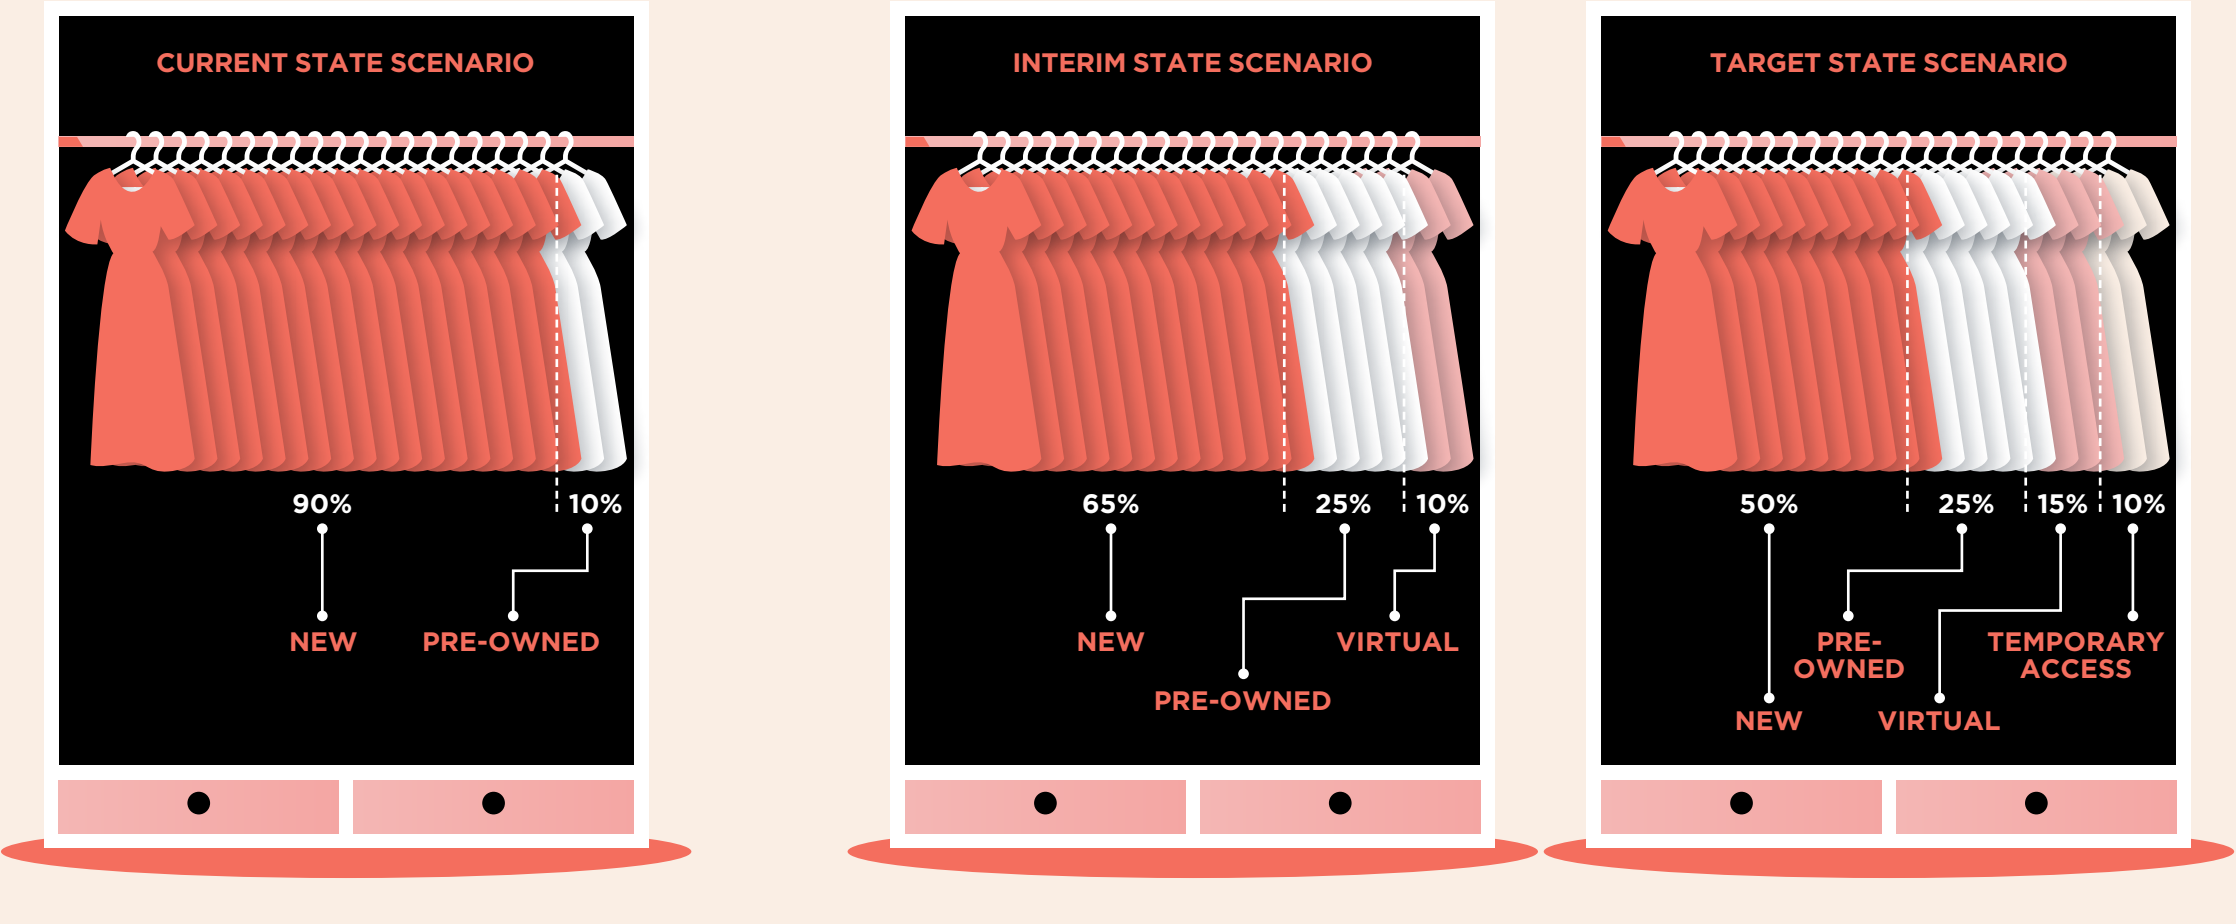 CURRENT STATE SCENARIO
90%
10%
NEW
PRE-OWNED
INTERIM STATE SCENARIO
65%
25%
10%
NEW
VIRTUAL
PRE-OWNED
TARGET STATE SCENARIO
50%
25%
15%
10%
PRE-
OWNED
TEMPORARY
ACCESS
NEW
VIRTUAL